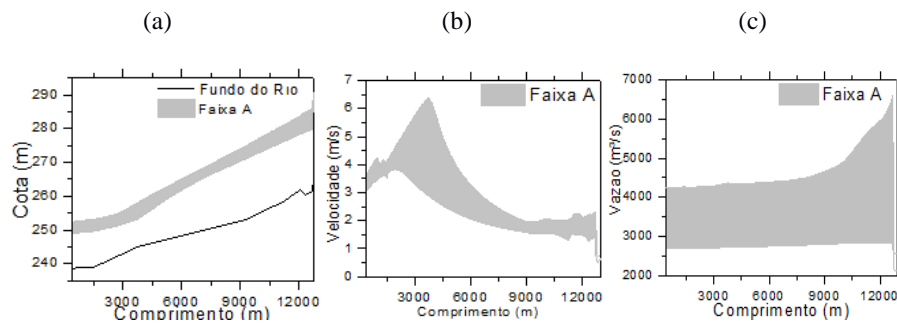 (a)
(b)
(c)
290
280
270
260
250
240
Cota (m)
Fundo do Rio
Faixa A
3000 6000 9000 12000
Comprimento (m)
7
6
5
4
3
2
1
0
Velocidade (m/s)
Faixa A
3000 6000 9000 12000
Comprimento (m)
7000
6000
5000
4000
3000
2000
Vazao (m³/s)
Faixa A
3000 6000 9000 12000
Comprimento (m)